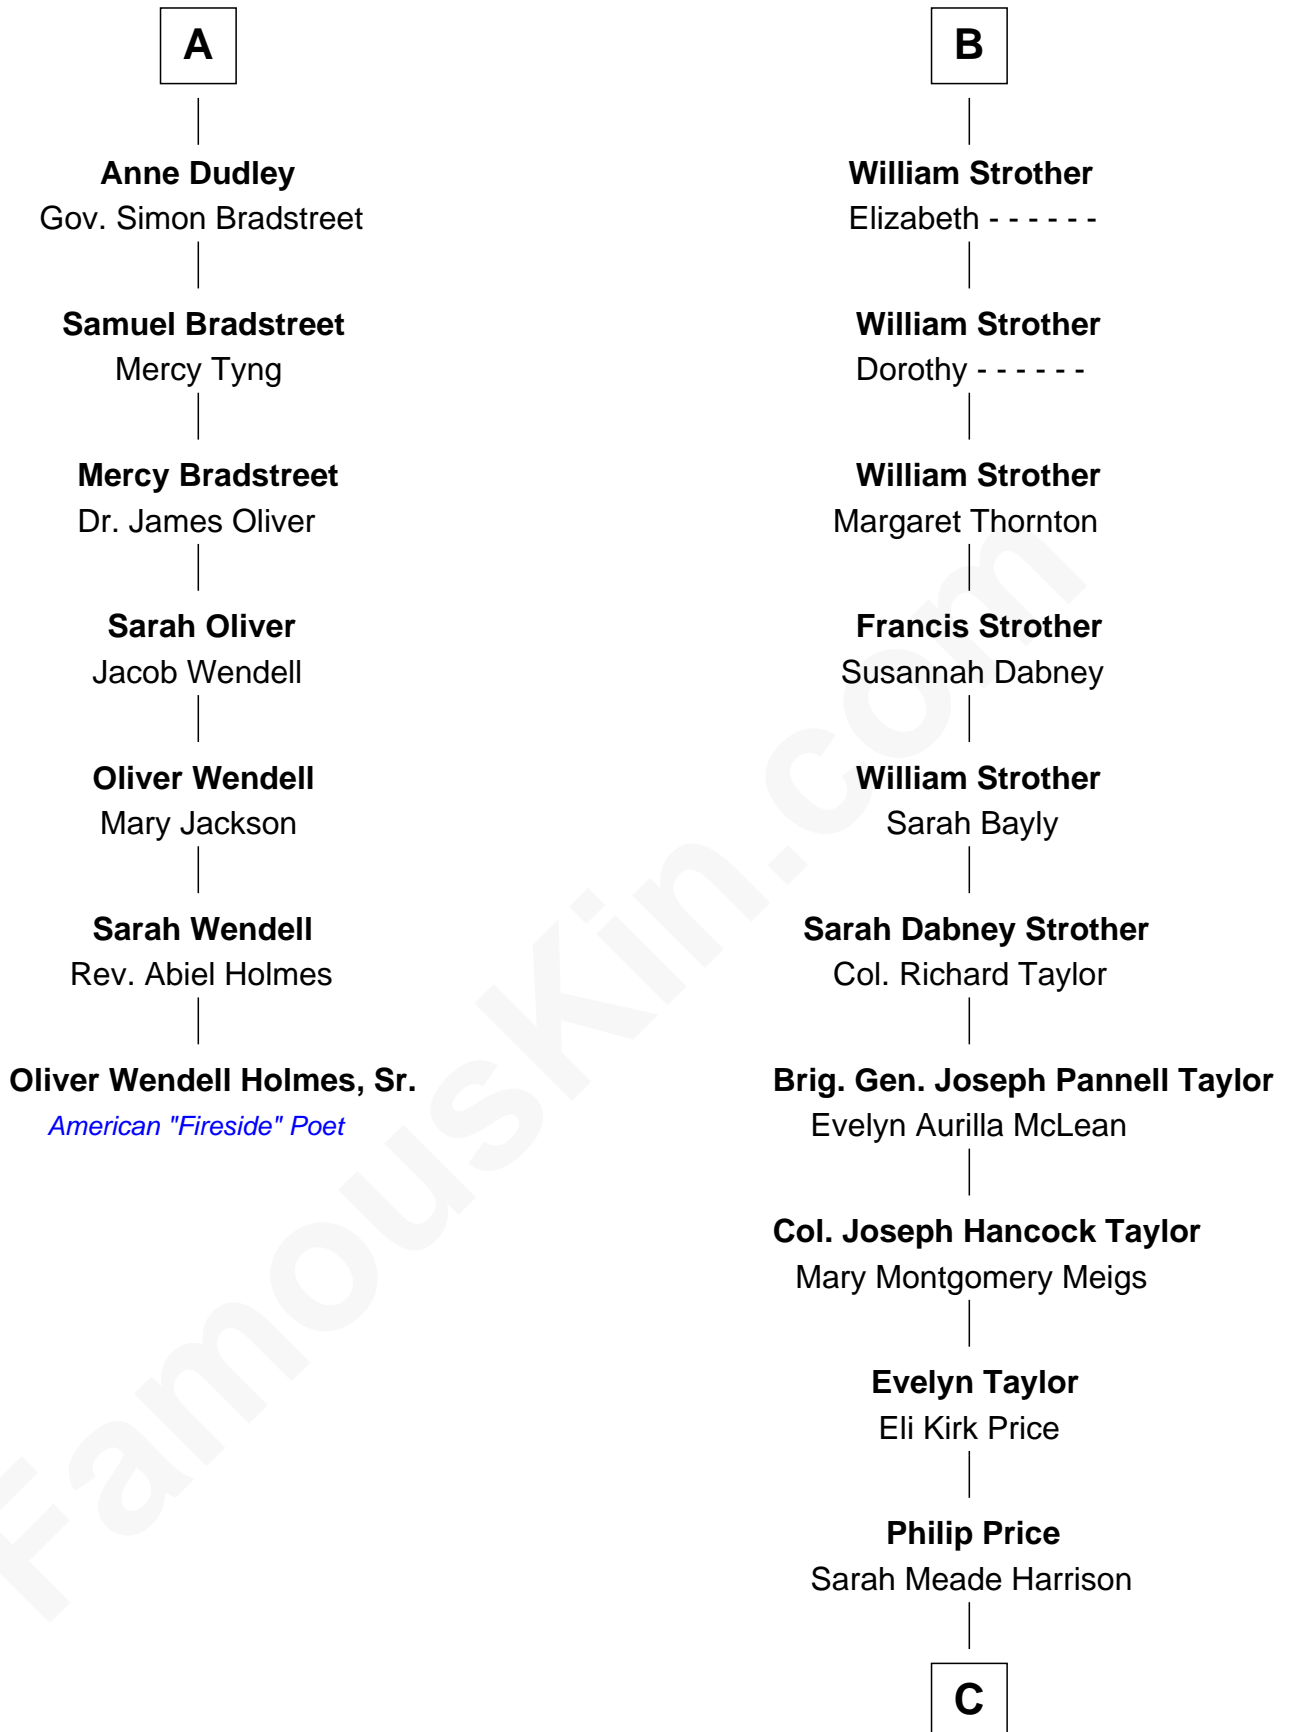 A
Anne Dudley
Gov. Simon Bradstreet
Samuel Bradstreet
Mercy Tyng
Mercy Bradstreet
Dr. James Oliver
Sarah Oliver
Jacob Wendell
Oliver Wendell
Mary Jackson
Sarah Wendell
Rev. Abiel Holmes
Oliver Wendell Holmes, Sr.
American "Fireside" Poet
B
William Strother
Elizabeth - - - - - -
William Strother
Dorothy - - - - - -
William Strother
Margaret Thornton
Francis Strother
Susannah Dabney
William Strother
Sarah Bayly
Sarah Dabney Strother
Col. Richard Taylor
Brig. Gen. Joseph Pannell Taylor
Evelyn Aurilla McLean
Col. Joseph Hancock Taylor
Mary Montgomery Meigs
Evelyn Taylor
Eli Kirk Price
Philip Price
Sarah Meade Harrison
C
FamousKin.com